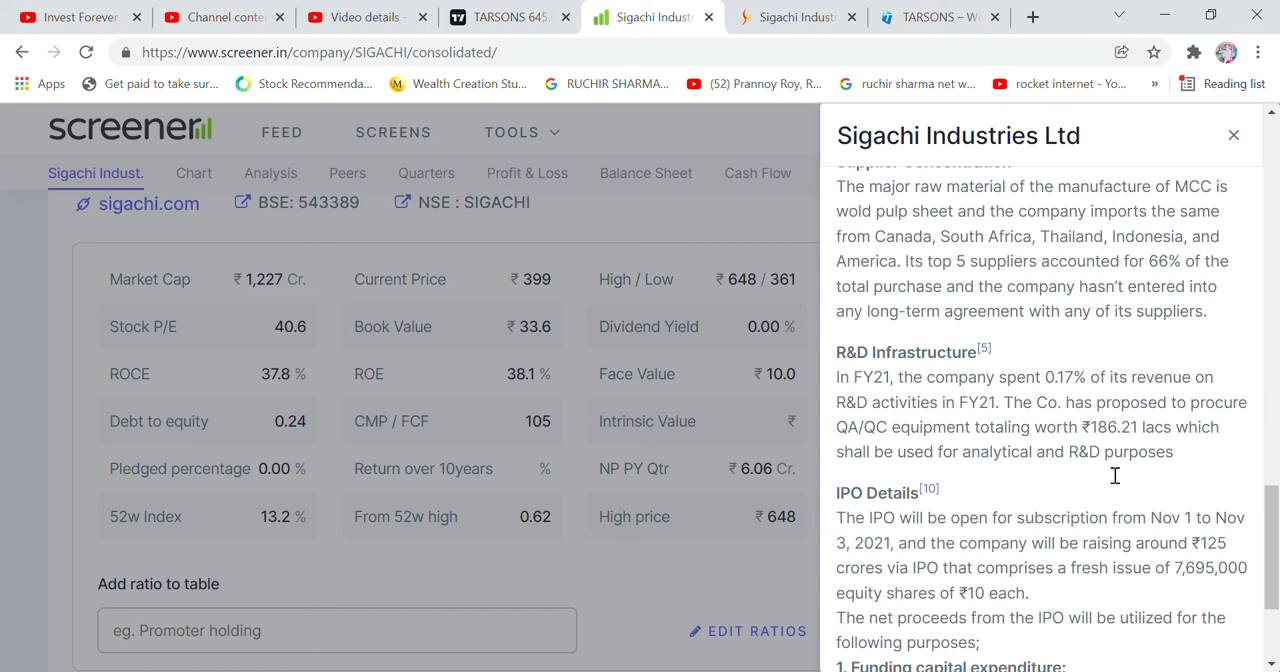 Invest Forever
Channel conte
Video details -
TARSONS 645.
Sigachi Industr
Sigachi Industr
TARSONS – We
https://www.screener.in/company/SIGACHI/consolidated/
Apps
Get paid to take sur...
Stock Recommenda...
Wealth Creation Stu...
RUCHIR SHARMA...
(52) Prannoy Roy, R...
ruchir sharma net w...
rocket internet - Yo...
»
Reading list
screener
FEED
SCREENS
TOOLS
Sigachi Indust.
Chart
Analysis
Peers
Quarters
Profit & Loss
Balance Sheet
Cash Flow
sigachi.com
BSE: 543389
NSE : SIGACHI
Market Cap ₹ 1,227 Cr.
Current Price ₹ 399
High / Low ₹ 648 / 361
Stock P/E 40.6
Book Value ₹ 33.6
Dividend Yield 0.00 %
ROCE 37.8 %
ROE 38.1 %
Face Value ₹ 10.0
Debt to equity 0.24
CMP / FCF 105
Intrinsic Value ₹
Pledged percentage 0.00 %
Return over 10years %
NP PY Qtr ₹ 6.06 Cr.
52w Index 13.2 %
From 52w high 0.62
High price ₹ 648
Add ratio to table
eg. Promoter holding
EDIT RATIOS
Sigachi Industries Ltd
Supplier Concentration
The major raw material of the manufacture of MCC is
wold pulp sheet and the company imports the same
from Canada, South Africa, Thailand, Indonesia, and
America. Its top 5 suppliers accounted for 66% of the
total purchase and the company hasn't entered into
any long-term agreement with any of its suppliers.
R&D Infrastructure[5]
In FY21, the company spent 0.17% of its revenue on
R&D activities in FY21. The Co. has proposed to procure
QA/QC equipment totaling worth ₹186.21 lacs which
shall be used for analytical and R&D purposes
IPO Details[10]
The IPO will be open for subscription from Nov 1 to Nov
3, 2021, and the company will be raising around ₹125
crores via IPO that comprises a fresh issue of 7,695,000
equity shares of ₹10 each.
The net proceeds from the IPO will be utilized for the
following purposes;
1. Funding capital expenditure: